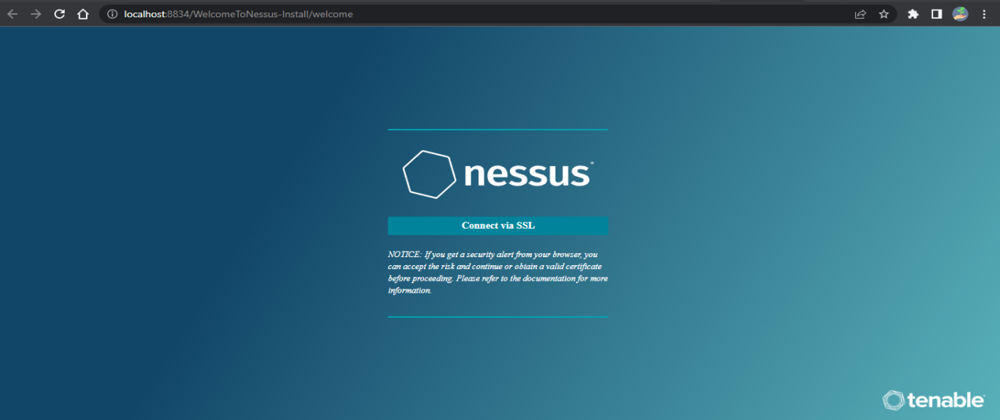 localhost:8834/WelcomeToNessus-Install/welcome
nessus
Connect via SSL
NOTICE: If you get a security alert from your browser, you
can accept the risk and continue or obtain a valid certificate
before proceeding. Please refer to the documentation for more
information.
tenable